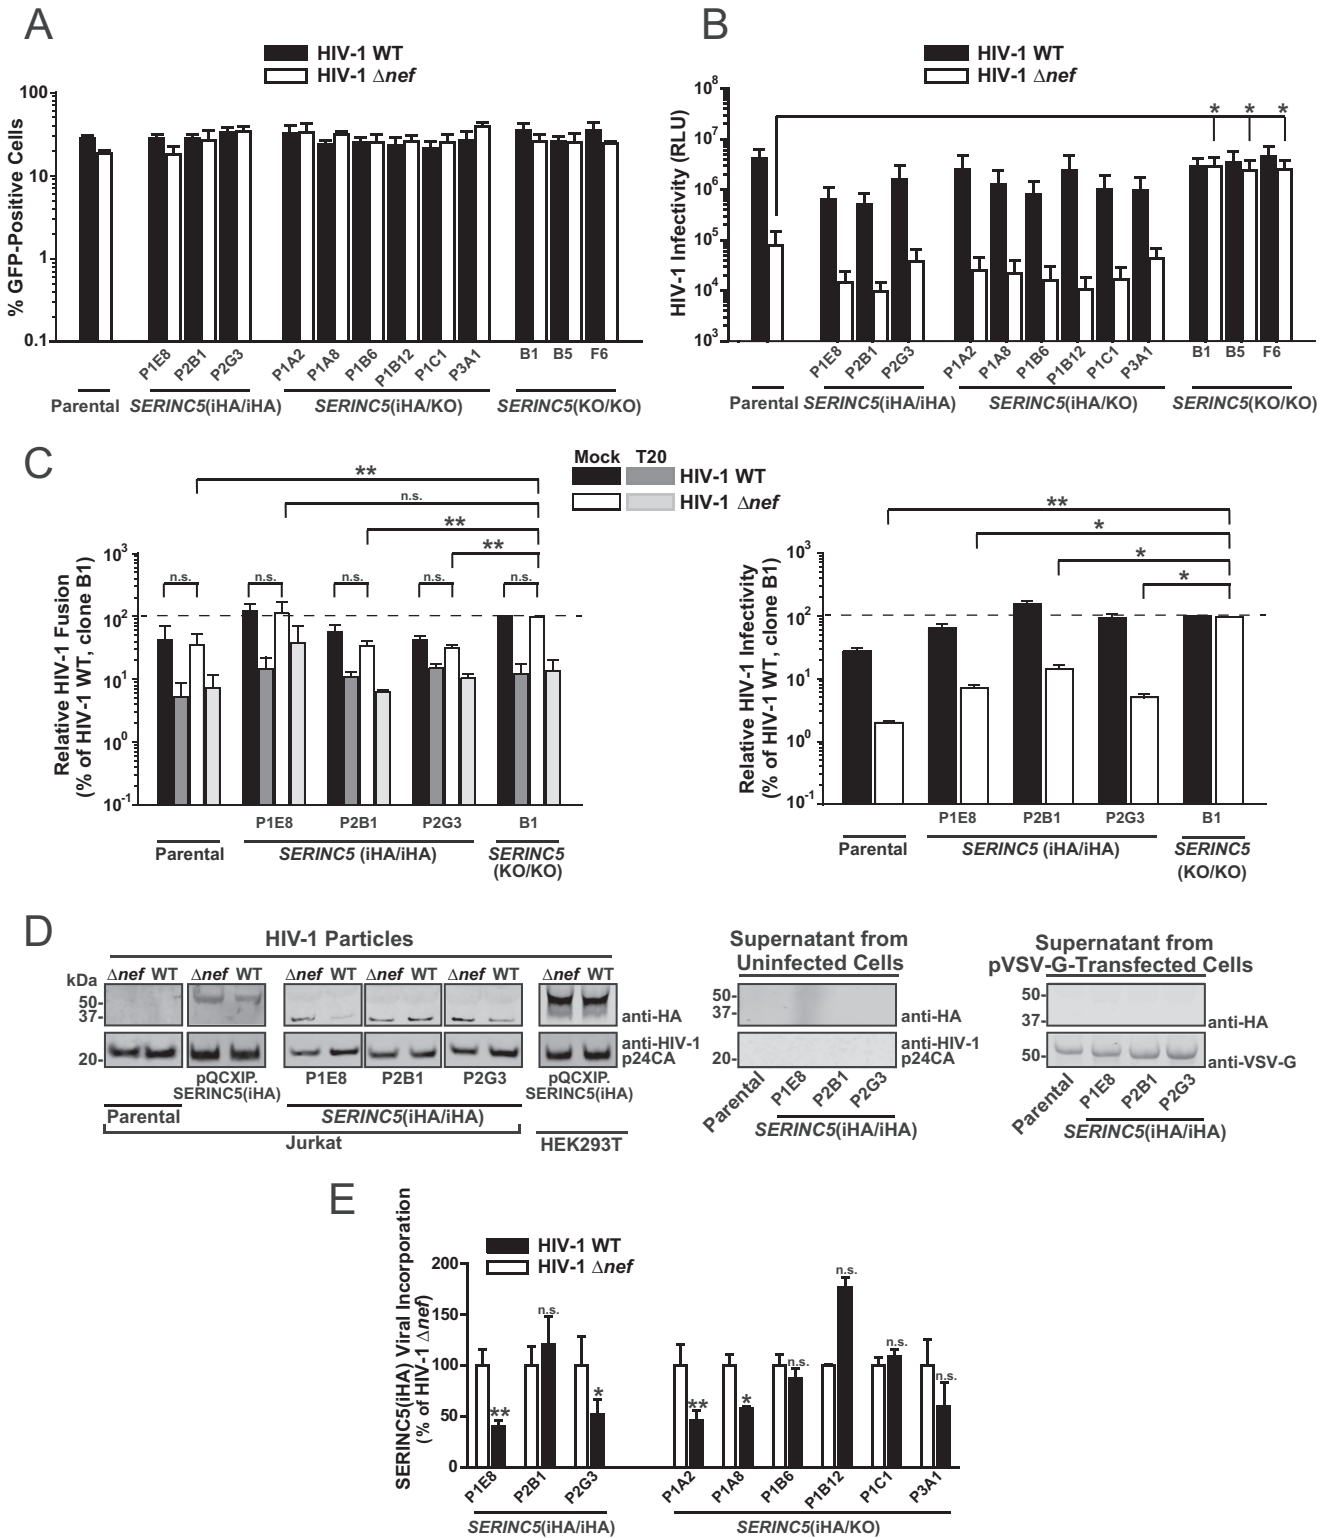 A
HIV-1 WT
HIV-1 Δnef
% GFP-Positive Cells
100
10
1
0.1
P1E8 P2B1 P2G3 P1A2 P1A8 P1B6 P1B12 P1C1 P3A1 B1 B5 F6
Parental SERINC5(iHA/iHA) SERINC5(iHA/KO) SERINC5(KO/KO)
B
HIV-1 WT
HIV-1 Δnef
HIV-1 Infectivity (RLU)
10^8
10^7
10^6
10^5
10^4
10^3
* * *
P1E8 P2B1 P2G3 P1A2 P1A8 P1B6 P1B12 P1C1 P3A1 B1 B5 F6
Parental SERINC5(iHA/iHA) SERINC5(iHA/KO) SERINC5(KO/KO)
C
Mock T20
HIV-1 WT
HIV-1 Δnef
Relative HIV-1 Fusion
(% of HIV-1 WT, clone B1)
10^3
10^2
10^1
10^0
10^-1
**
n.s.
**
**
n.s. n.s. n.s. n.s. n.s.
P1E8 P2B1 P2G3 B1
Parental SERINC5 (iHA/iHA) SERINC5
(KO/KO)
Relative HIV-1 Infectivity
(% of HIV-1 WT, clone B1)
10^3
10^2
10^1
10^0
10^-1
**
*
*
*
P1E8 P2B1 P2G3 B1
Parental SERINC5 (iHA/iHA) SERINC5
(KO/KO)
D
HIV-1 Particles
kDa Δnef WT Δnef WT Δnef WT Δnef WT Δnef WT Δnef WT
50-
37-
anti-HA
20-
anti-HIV-1
p24CA
pQCXIP.
SERINC5(iHA)
P1E8 P2B1 P2G3
pQCXIP.
SERINC5(iHA)
Parental SERINC5(iHA/iHA)
Jurkat HEK293T
Supernatant from
Uninfected Cells
50-
37-
anti-HA
20-
anti-HIV-1
p24CA
Parental P1E8 P2B1 P2G3
SERINC5(iHA/iHA)
Supernatant from
pVSV-G-Transfected Cells
50-
37-
anti-HA
50-
anti-VSV-G
Parental P1E8 P2B1 P2G3
SERINC5(iHA/iHA)
E
HIV-1 WT
HIV-1 Δnef
SERINC5(iHA) Viral Incorporation
(% of HIV-1 Δnef)
200
150
100
50
0
** n.s. * ** * n.s. n.s. n.s. n.s.
P1E8 P2B1 P2G3 P1A2 P1A8 P1B6 P1B12 P1C1 P3A1
SERINC5(iHA/iHA) SERINC5(iHA/KO)